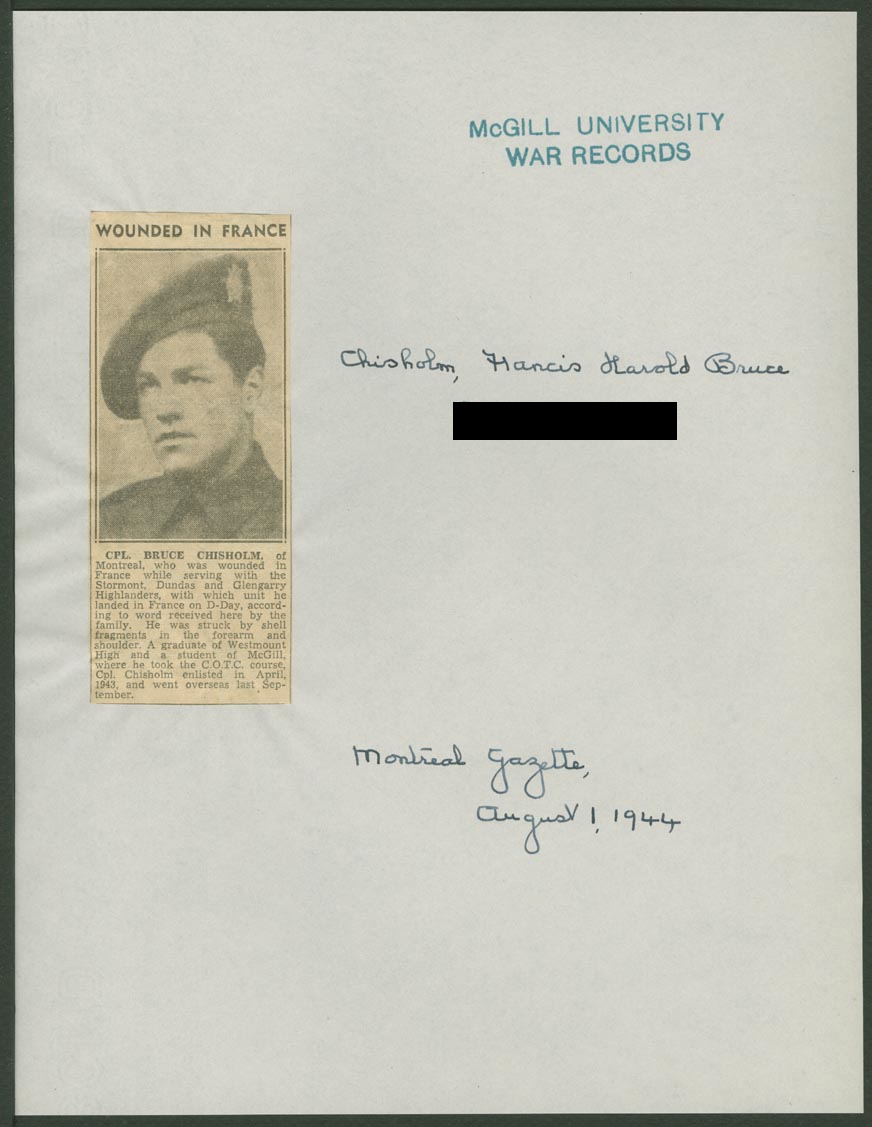 McGILL UNIVERSITY
WAR RECORDS
WOUNDED IN FRANCE
Chisholm, Francis Harold Bruce
CPL. BRUCE CHISHOLM, of
Montreal, who was wounded in
France while serving with the
Stormont, Dundas and Glengarry
Highlanders, with which unit he
landed in France on D-Day, accord-
ing to word received here by the
family. He was struck by shell
fragments in the forearm and
shoulder. A graduate of Westmount
High and a student of McGill,
where he took the C.O.T.C. course,
Cpl. Chisholm enlisted in April,
1943, and went overseas last Sep-
tember.
Montreal Gazette,
August 1, 1944